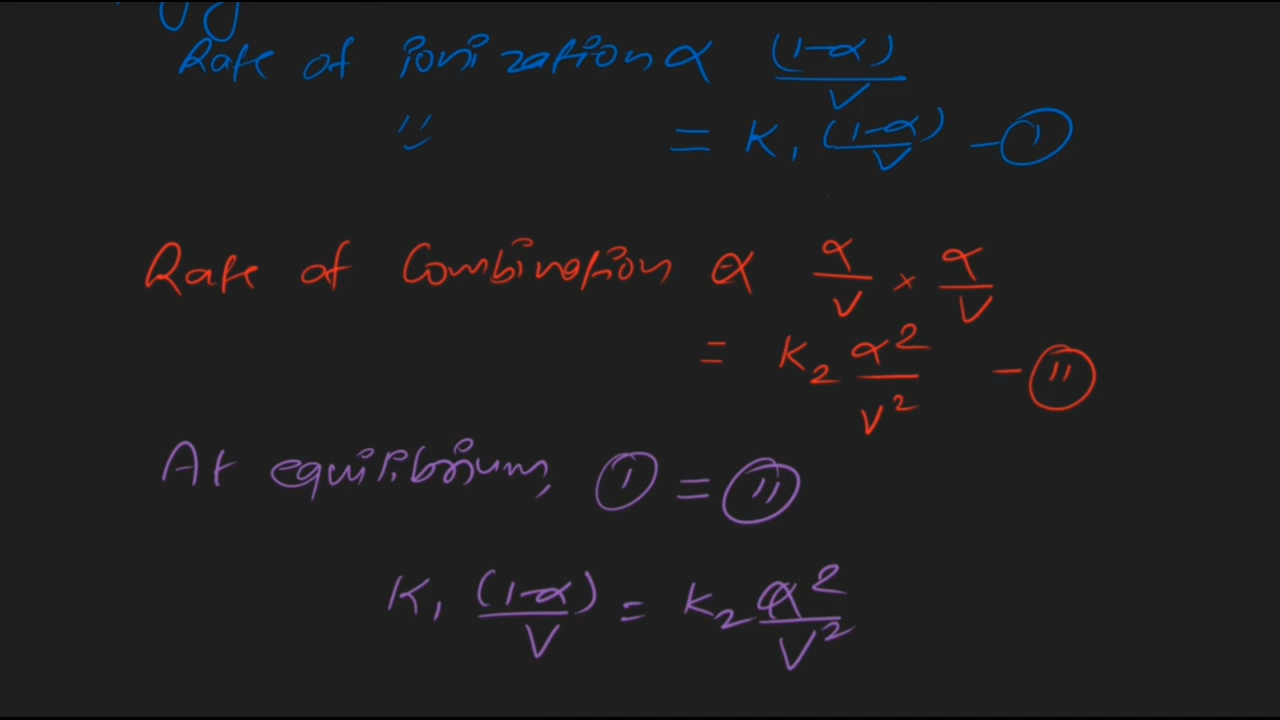 Rate of ionization α (1-α)/V
〃 = K₁ (1-α)/V - (I)
Rate of Combination α α/V × α/V
= K₂ α²/V² - (II)
At equilibrium, (I) = (II)
K₁ (1-α)/V = K₂ α²/V²